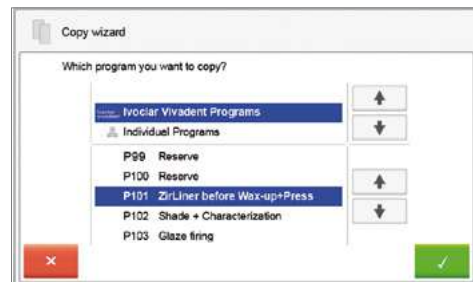 Copy wizard
Which program you want to copy?
Ivoclar Vivadent Programs
Individual Programs
P99 Reserve
P100 Reserve
P101 ZirLiner before Wax-up+Press
P102 Shade + Characterization
P103 Glaze firing